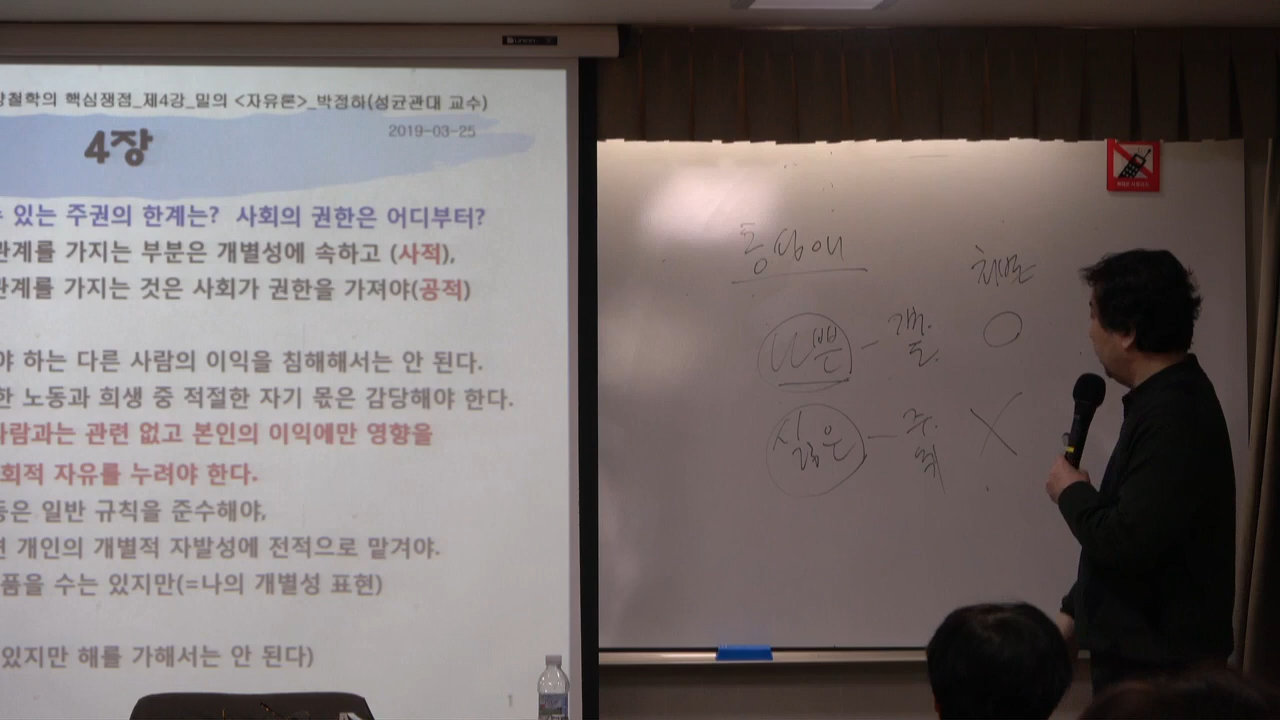 철학의 핵심쟁점_제4강_밀의 <자유론>_박정하(성균관대 교수)
2019-03-25
4장
있는 주권의 한계는? 사회의 권한은 어디부터?
관계를 가지는 부분은 개별성에 속하고 (사적),
관계를 가지는 것은 사회가 권한을 가져야(공적)
야 하는 다른 사람의 이익을 침해해서는 안 된다.
한 노동과 희생 중 적절한 자기 몫은 감당해야 한다.
사람과는 관련 없고 본인의 이익에만 영향을
회적 자유를 누려야 한다.
동은 일반 규칙을 준수해야,
개인의 개별적 자발성에 전적으로 맡겨야.
품을 수는 있지만(=나의 개별성 표현)
있지만 해를 가해서는 안 된다)
1
동성애
처벌
나쁜 - 객관 ○
싫은 - 주관 X